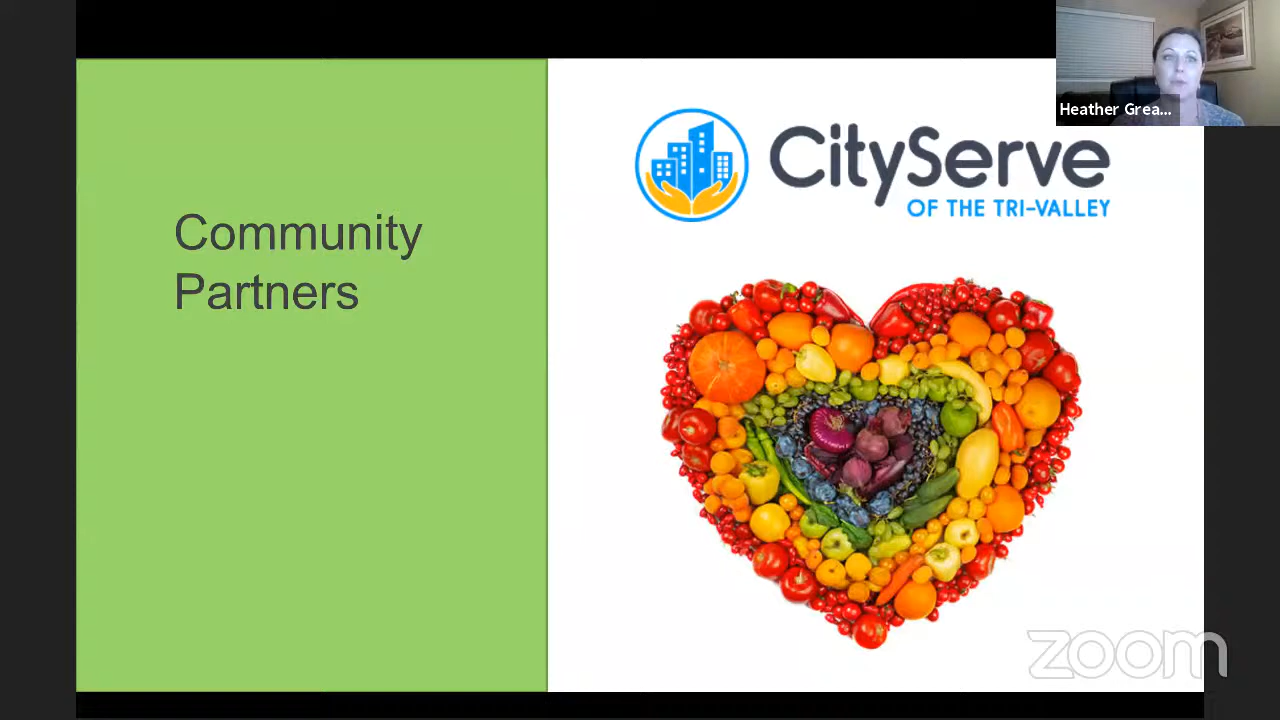 Heather Grea...
CityServe
OF THE TRI-VALLEY
Community
Partners
zoom